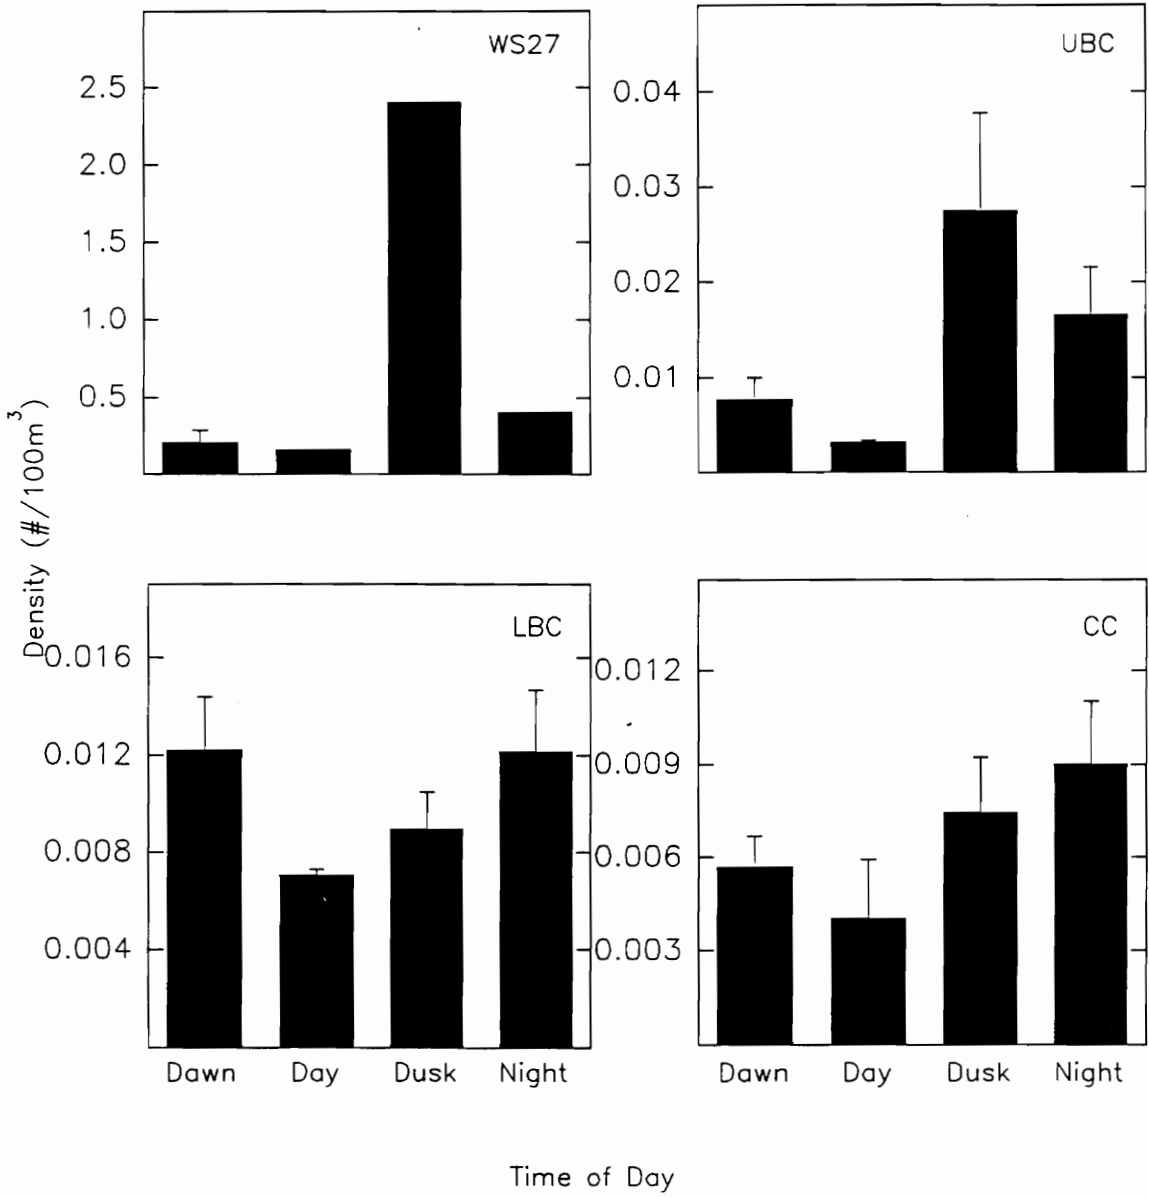 WS27
2.5
2.0
1.5
1.0
0.5
UBC
0.04
0.03
0.02
0.01
Density (#/100m³)
LBC
0.016
0.012
0.008
0.004
Dawn Day Dusk Night
CC
0.012
0.009
0.006
0.003
Dawn Day Dusk Night
Time of Day